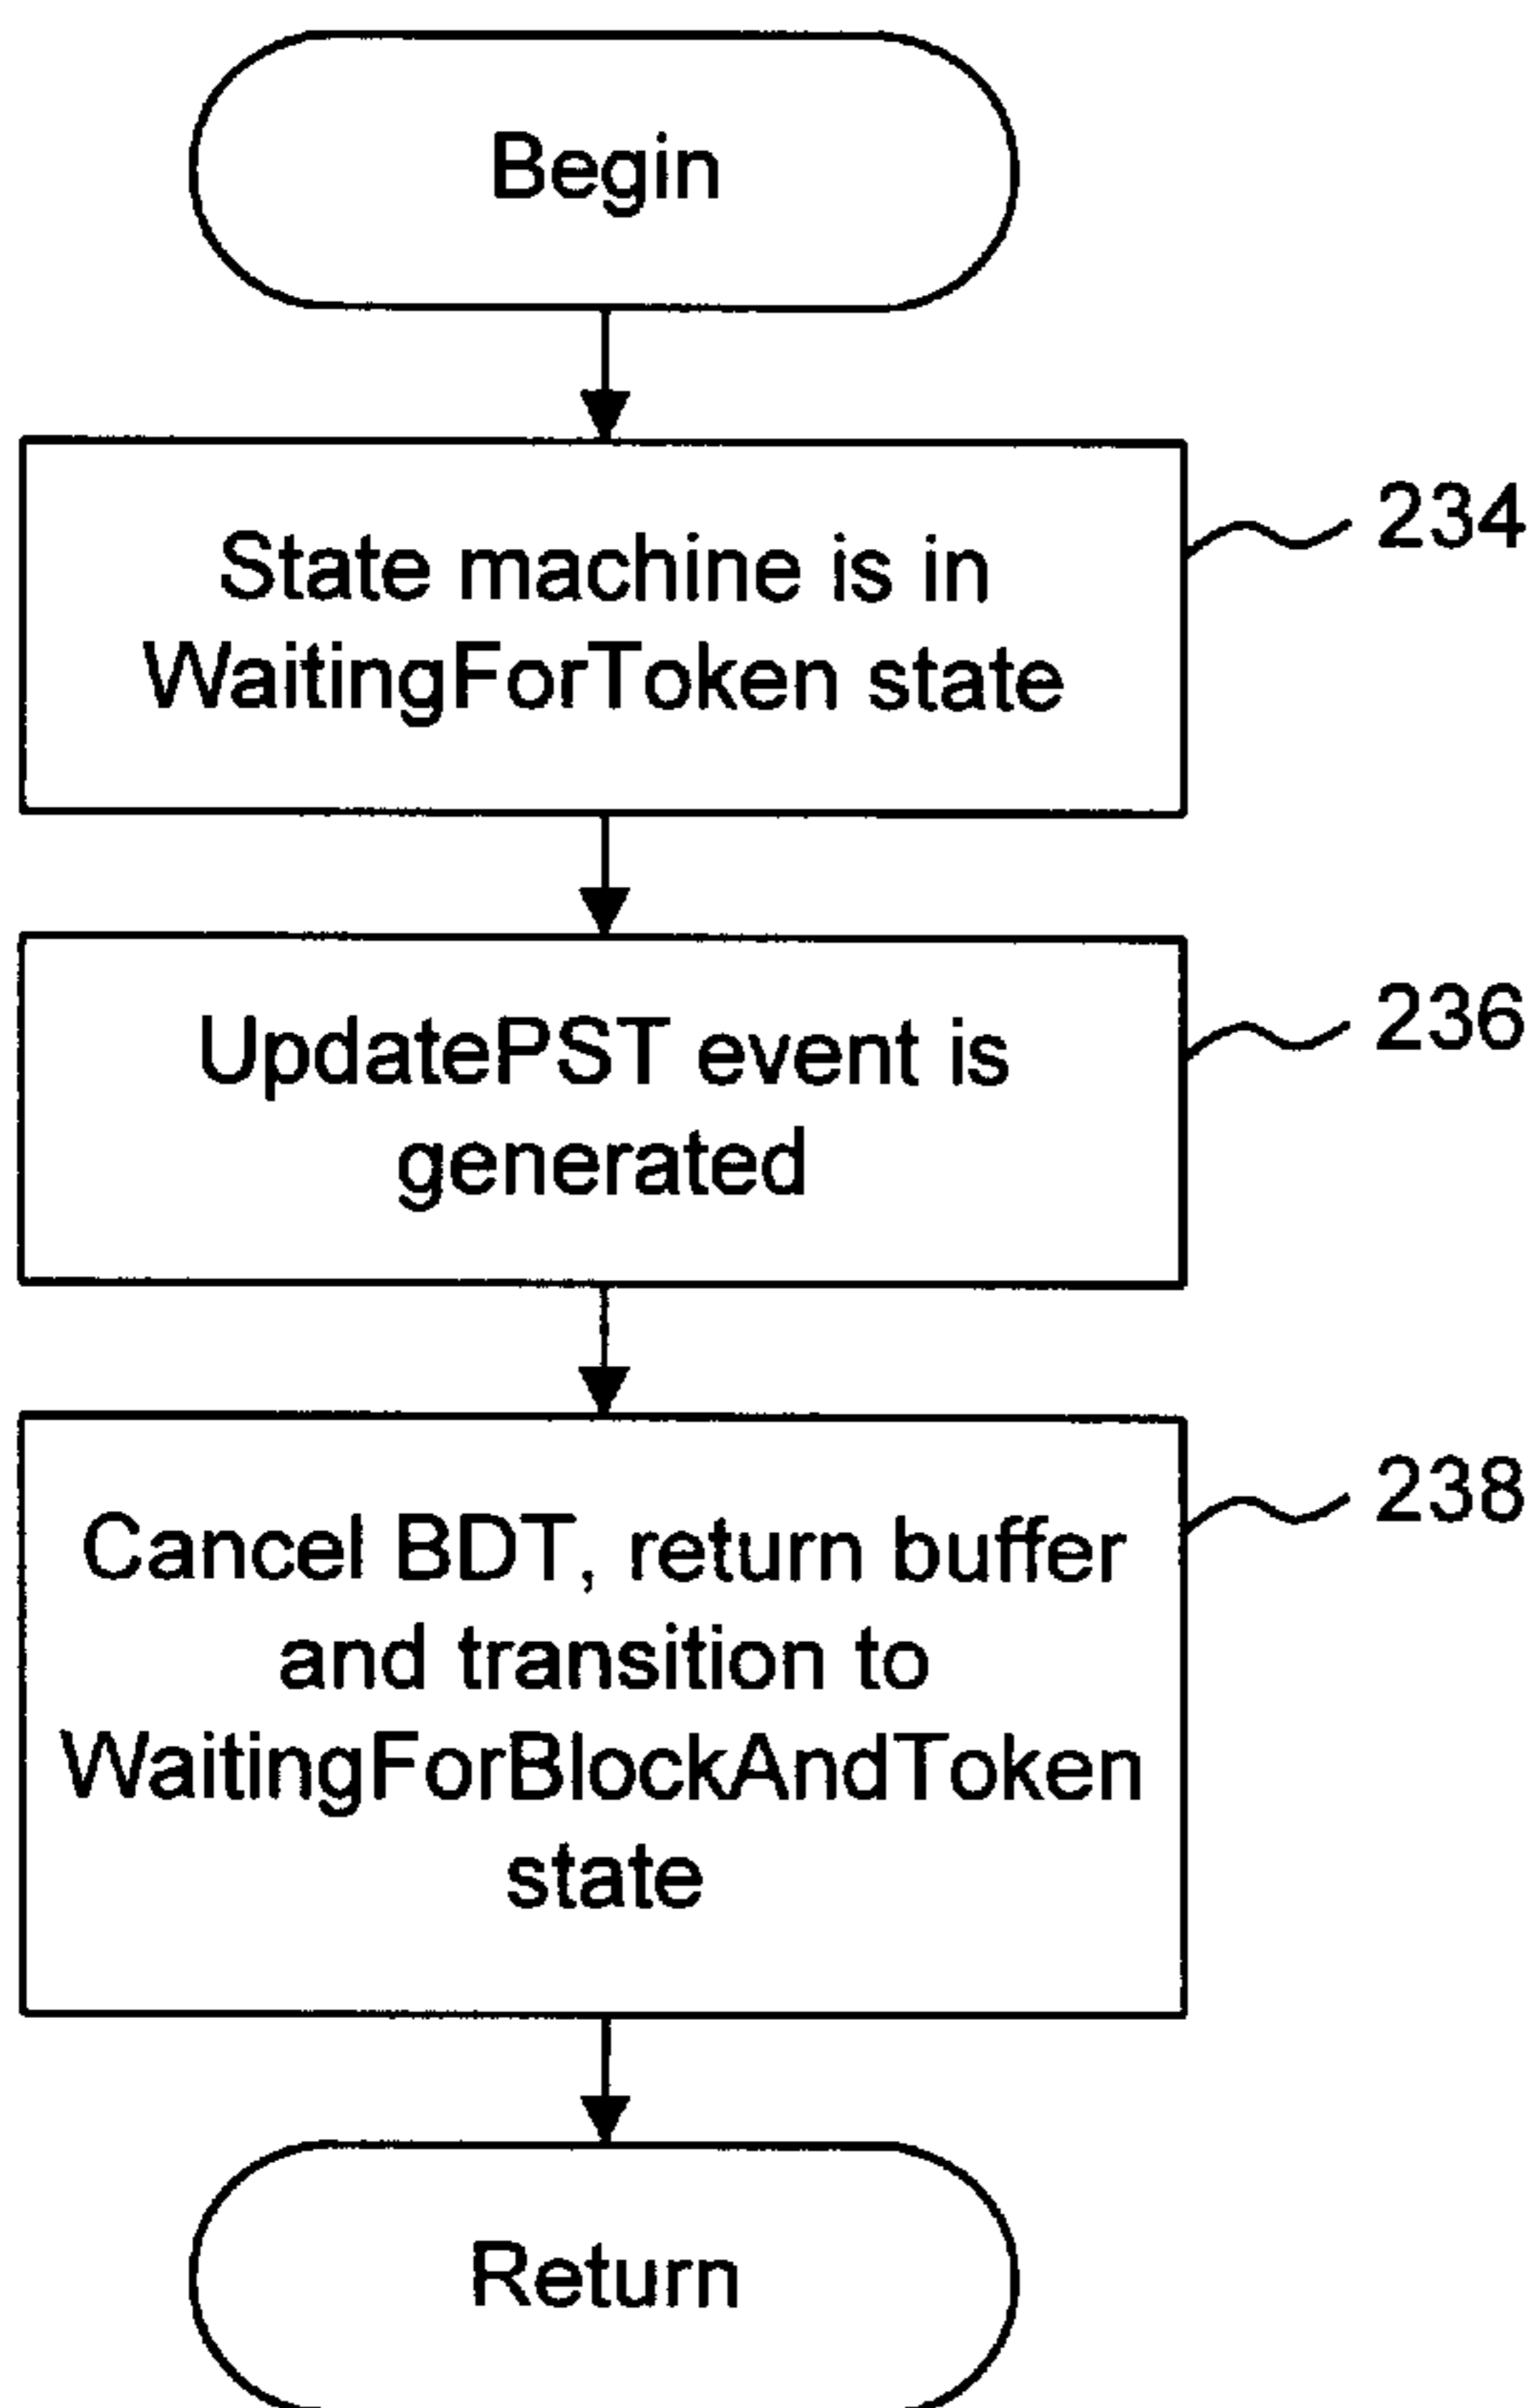 Begin
State machine is in
WaitingForToken state
234
UpdatePST event is
generated
236
Cancel BDT, return buffer
and transition to
WaitingForBlockAndToken
state
238
Return